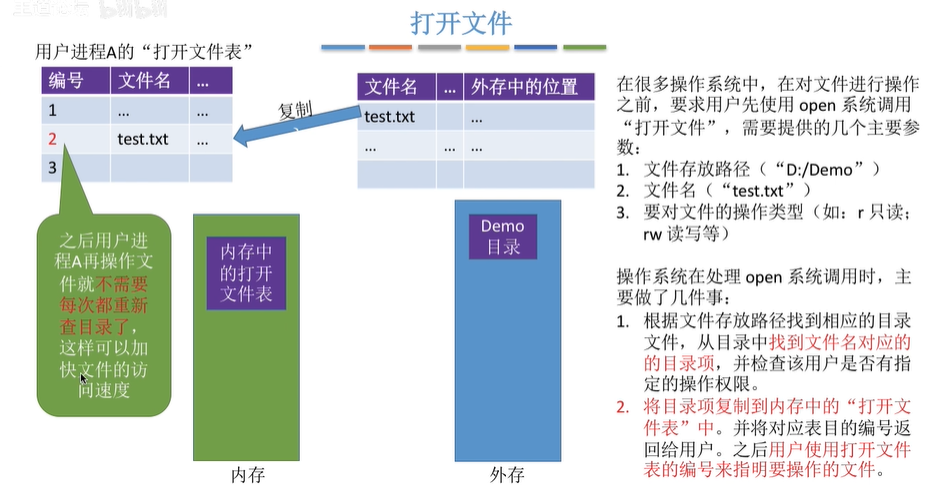 bilibili
打开文件
用户进程A的“打开文件表”
编号 文件名 ...
1 ... ...
2 test.txt ...
3
复制
文件名 ... 外存中的位置
test.txt ...
... ... ...
之后用户进
程A再操作文
件就不需要
每次都重新
查目录了，
这样可以加
快文件的访
问速度
内存中
的打开
文件表
内存
Demo
目录
外存
在很多操作系统中，在对文件进行操作
之前，要求用户先使用 open 系统调用
“打开文件”，需要提供的几个主要参
数：
1. 文件存放路径（“D:/Demo”）
2. 文件名（“test.txt”）
3. 要对文件的操作类型（如：r 只读；
rw 读写等）
操作系统在处理 open 系统调用时，主
要做了几件事：
1. 根据文件存放路径找到相应的目录
文件，从目录中找到文件名对应的
的目录项，并检查该用户是否有指
定的操作权限。
2. 将目录项复制到内存中的“打开文
件表”中。并将对应表目的编号返
回给用户。之后用户使用打开文件
表的编号来指明要操作的文件。